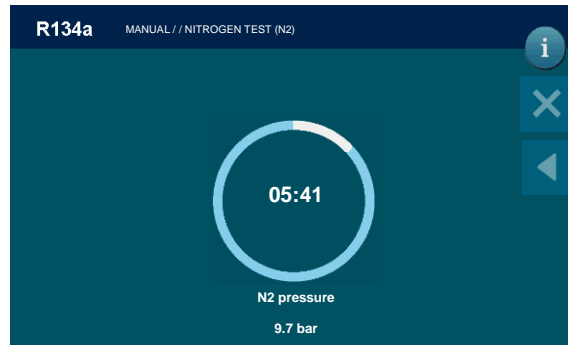 R134a
MANUAL / / NITROGEN TEST (N2)
i
05:41
N2 pressure
9.7 bar